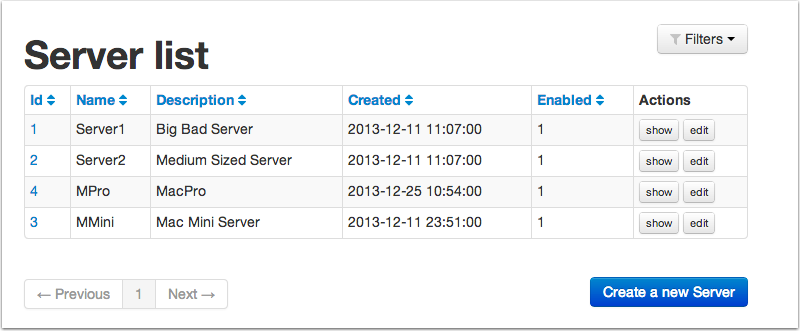 Filters
Server list
Id Name Description Created Enabled Actions
1 Server1 Big Bad Server 2013-12-11 11:07:00 1 show edit
2 Server2 Medium Sized Server 2013-12-11 11:07:00 1 show edit
4 MPro MacPro 2013-12-25 10:54:00 1 show edit
3 MMini Mac Mini Server 2013-12-11 23:51:00 1 show edit
← Previous 1 Next → Create a new Server